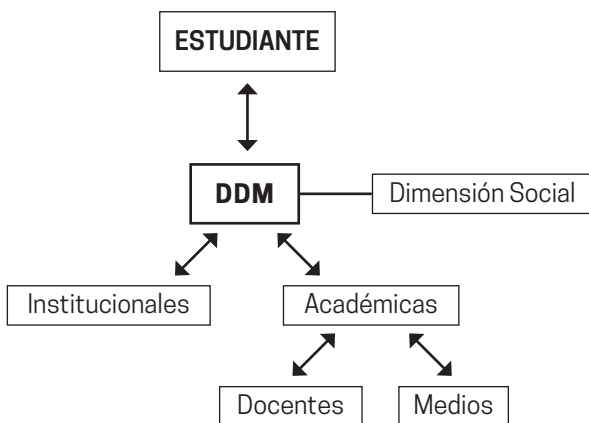 ESTUDIANTE
DDM
Dimensión Social
Institucionales
Académicas
Docentes
Medios